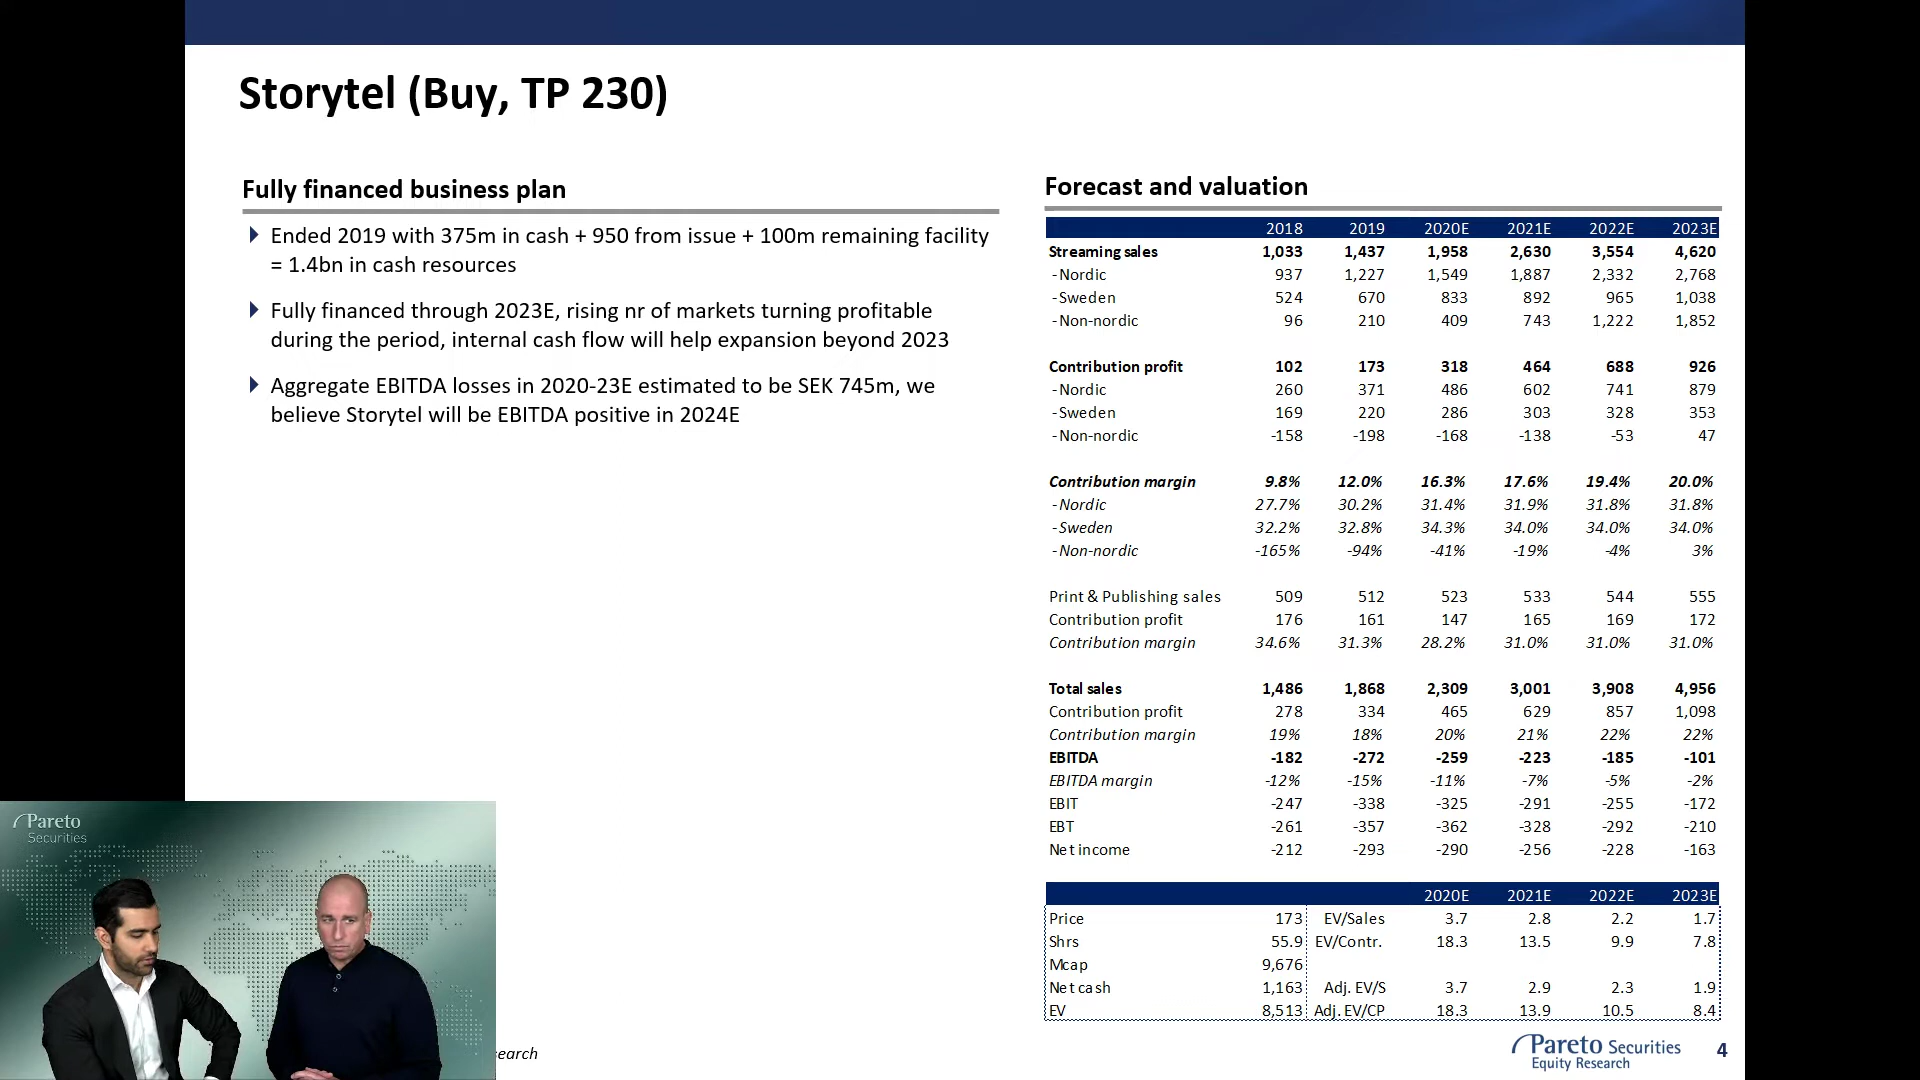 Storytel (Buy, TP 230)
Fully financed business plan
Ended 2019 with 375m in cash + 950 from issue + 100m remaining facility
= 1.4bn in cash resources
Fully financed through 2023E, rising nr of markets turning profitable
during the period, internal cash flow will help expansion beyond 2023
Aggregate EBITDA losses in 2020-23E estimated to be SEK 745m, we
believe Storytel will be EBITDA positive in 2024E
Forecast and valuation
2018 2019 2020E 2021E 2022E 2023E
Streaming sales 1,033 1,437 1,958 2,630 3,554 4,620
-Nordic 937 1,227 1,549 1,887 2,332 2,768
-Sweden 524 670 833 892 965 1,038
-Non-nordic 96 210 409 743 1,222 1,852
Contribution profit 102 173 318 464 688 926
-Nordic 260 371 486 602 741 879
-Sweden 169 220 286 303 328 353
-Non-nordic -158 -198 -168 -138 -53 47
Contribution margin 9.8% 12.0% 16.3% 17.6% 19.4% 20.0%
-Nordic 27.7% 30.2% 31.4% 31.9% 31.8% 31.8%
-Sweden 32.2% 32.8% 34.3% 34.0% 34.0% 34.0%
-Non-nordic -165% -94% -41% -19% -4% 3%
Print & Publishing sales 509 512 523 533 544 555
Contribution profit 176 161 147 165 169 172
Contribution margin 34.6% 31.3% 28.2% 31.0% 31.0% 31.0%
Total sales 1,486 1,868 2,309 3,001 3,908 4,956
Contribution profit 278 334 465 629 857 1,098
Contribution margin 19% 18% 20% 21% 22% 22%
EBITDA -182 -272 -259 -223 -185 -101
EBITDA margin -12% -15% -11% -7% -5% -2%
EBIT -247 -338 -325 -291 -255 -172
EBT -261 -357 -362 -328 -292 -210
Net income -212 -293 -290 -256 -228 -163
2020E 2021E 2022E 2023E
Price 173 EV/Sales 3.7 2.8 2.2 1.7
Shrs 55.9 EV/Contr. 18.3 13.5 9.9 7.8
Mcap 9,676
Net cash 1,163 Adj. EV/S 3.7 2.9 2.3 1.9
EV 8,513 Adj. EV/CP 18.3 13.9 10.5 8.4
Pareto
Securities
earch
Pareto Securities
Equity Research
4